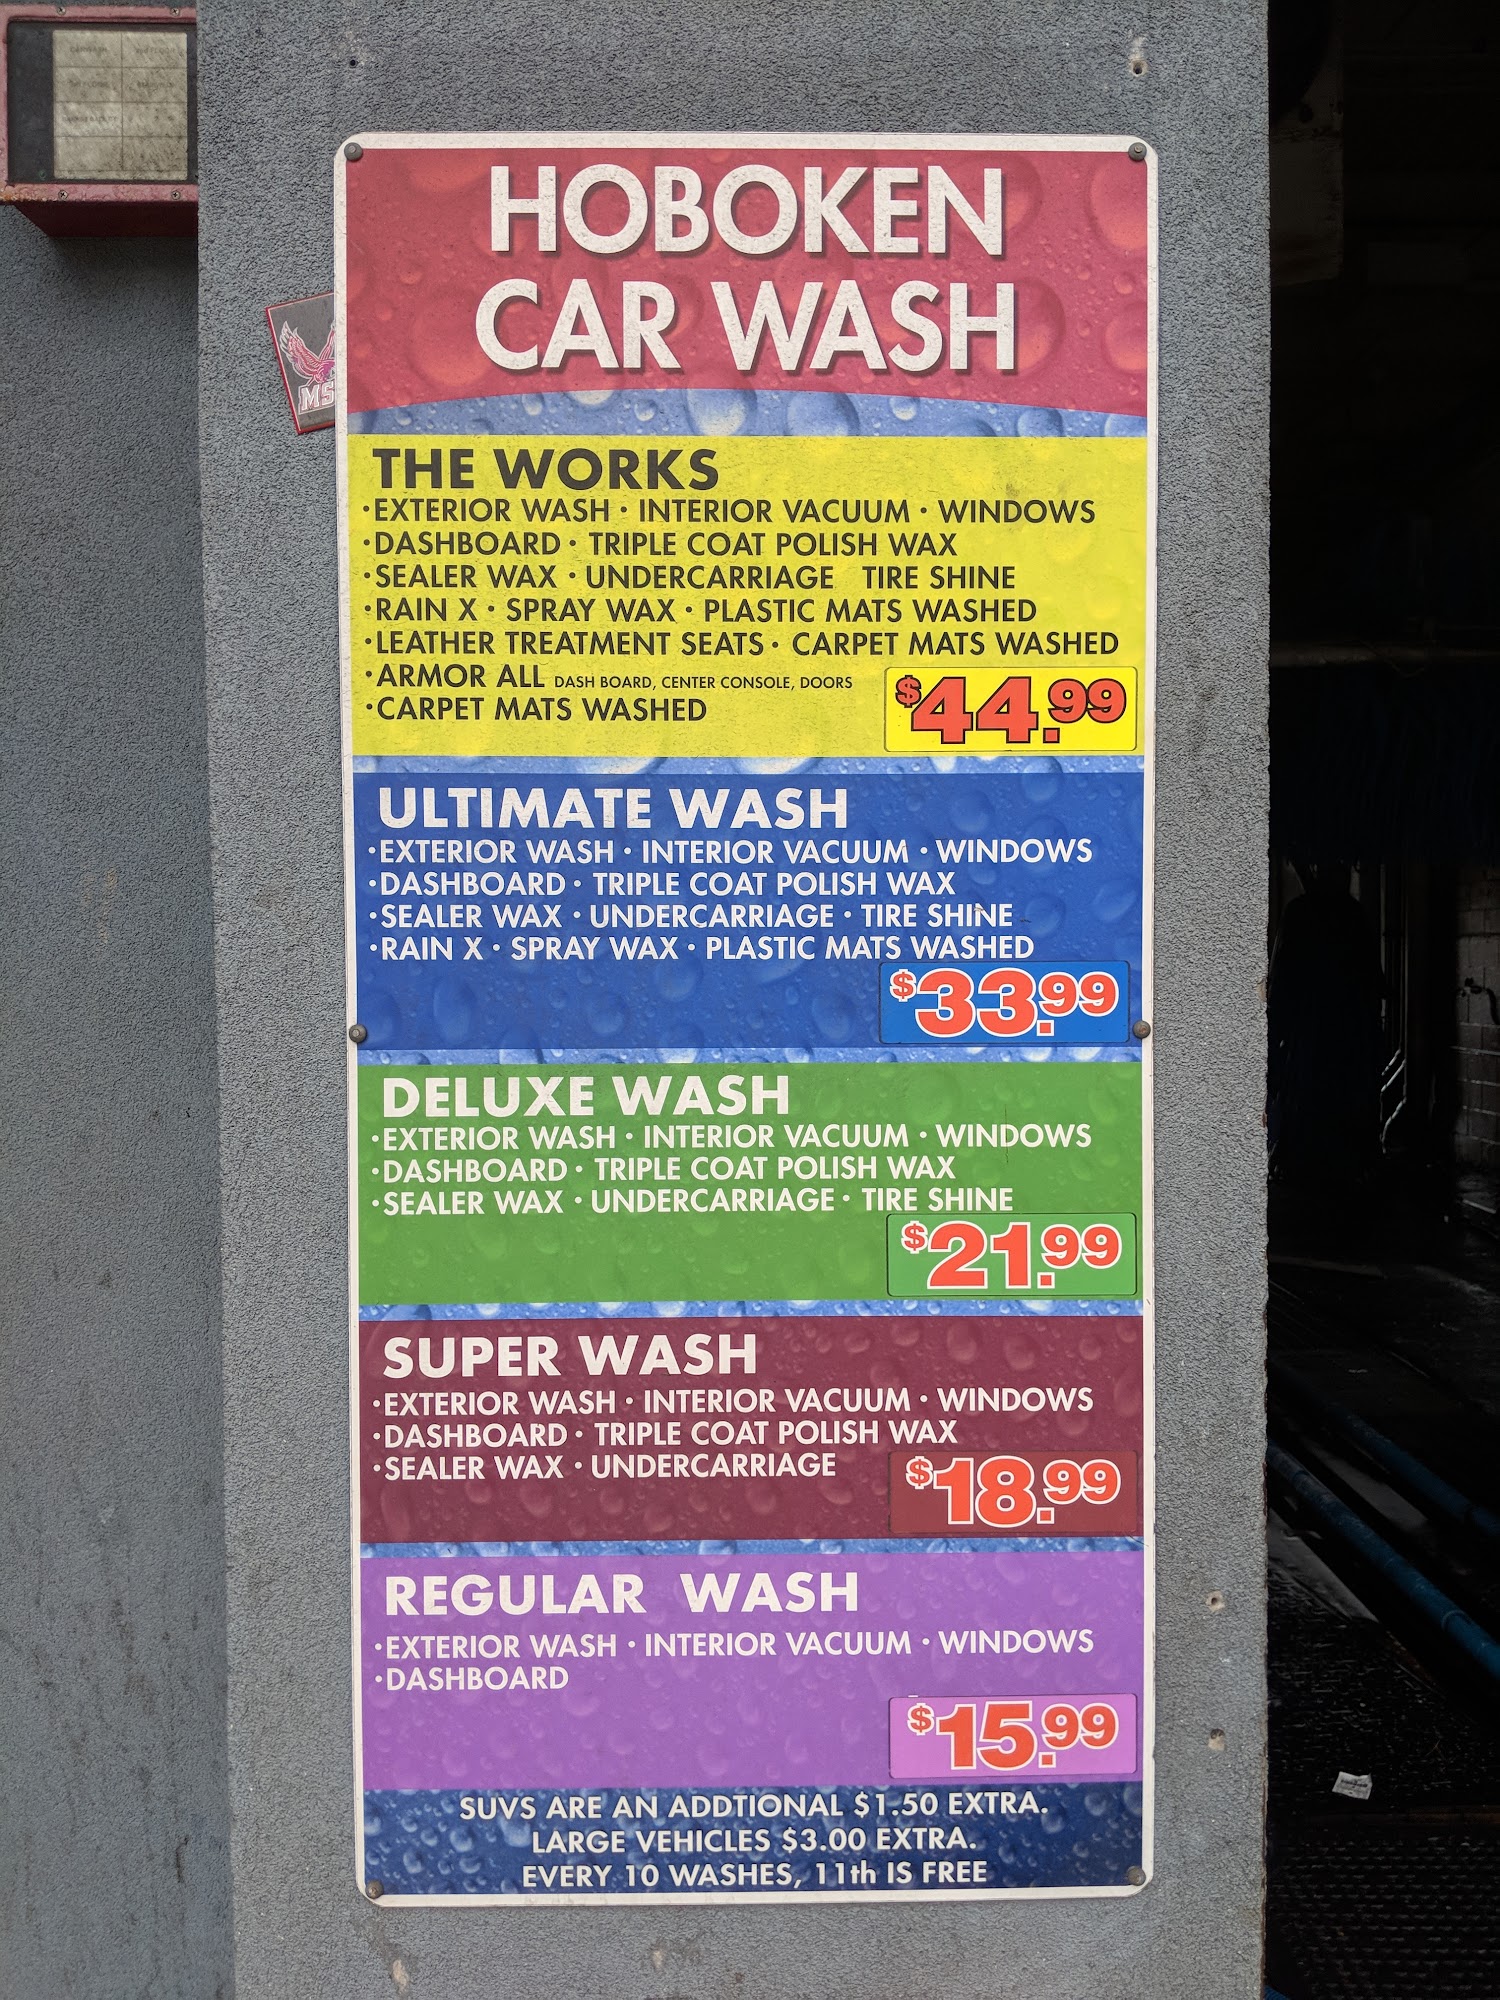 HOBOKEN
CAR WASH
MS
THE WORKS
·EXTERIOR WASH · INTERIOR VACUUM · WINDOWS
·DASHBOARD · TRIPLE COAT POLISH WAX
·SEALER WAX · UNDERCARRIAGE TIRE SHINE
·RAIN X · SPRAY WAX · PLASTIC MATS WASHED
·LEATHER TREATMENT SEATS · CARPET MATS WASHED
·ARMOR ALL DASH BOARD, CENTER CONSOLE, DOORS
·CARPET MATS WASHED
$44.99
ULTIMATE WASH
·EXTERIOR WASH · INTERIOR VACUUM · WINDOWS
·DASHBOARD · TRIPLE COAT POLISH WAX
·SEALER WAX · UNDERCARRIAGE · TIRE SHINE
·RAIN X · SPRAY WAX · PLASTIC MATS WASHED
$33.99
DELUXE WASH
·EXTERIOR WASH · INTERIOR VACUUM · WINDOWS
·DASHBOARD · TRIPLE COAT POLISH WAX
·SEALER WAX · UNDERCARRIAGE · TIRE SHINE
$21.99
SUPER WASH
·EXTERIOR WASH · INTERIOR VACUUM · WINDOWS
·DASHBOARD · TRIPLE COAT POLISH WAX
·SEALER WAX · UNDERCARRIAGE
$18.99
REGULAR WASH
·EXTERIOR WASH · INTERIOR VACUUM · WINDOWS
·DASHBOARD
$15.99
SUVS ARE AN ADDTIONAL $1.50 EXTRA.
LARGE VEHICLES $3.00 EXTRA.
EVERY 10 WASHES, 11th IS FREE